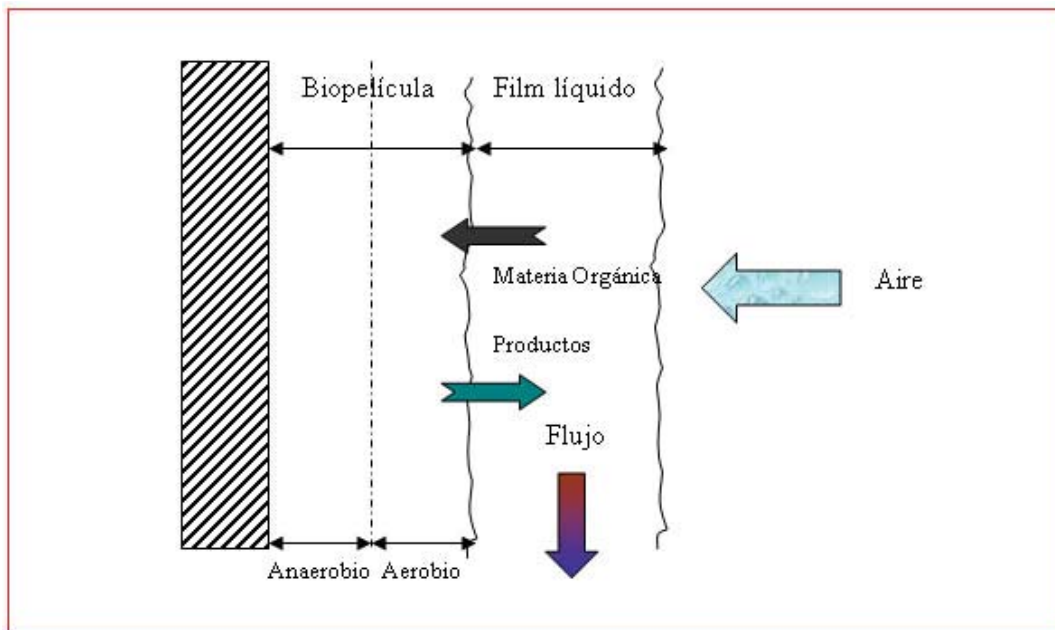 Biopelícula
Film líquido
Materia Orgánica
Aire
Productos
Flujo
Anaerobio
Aerobio